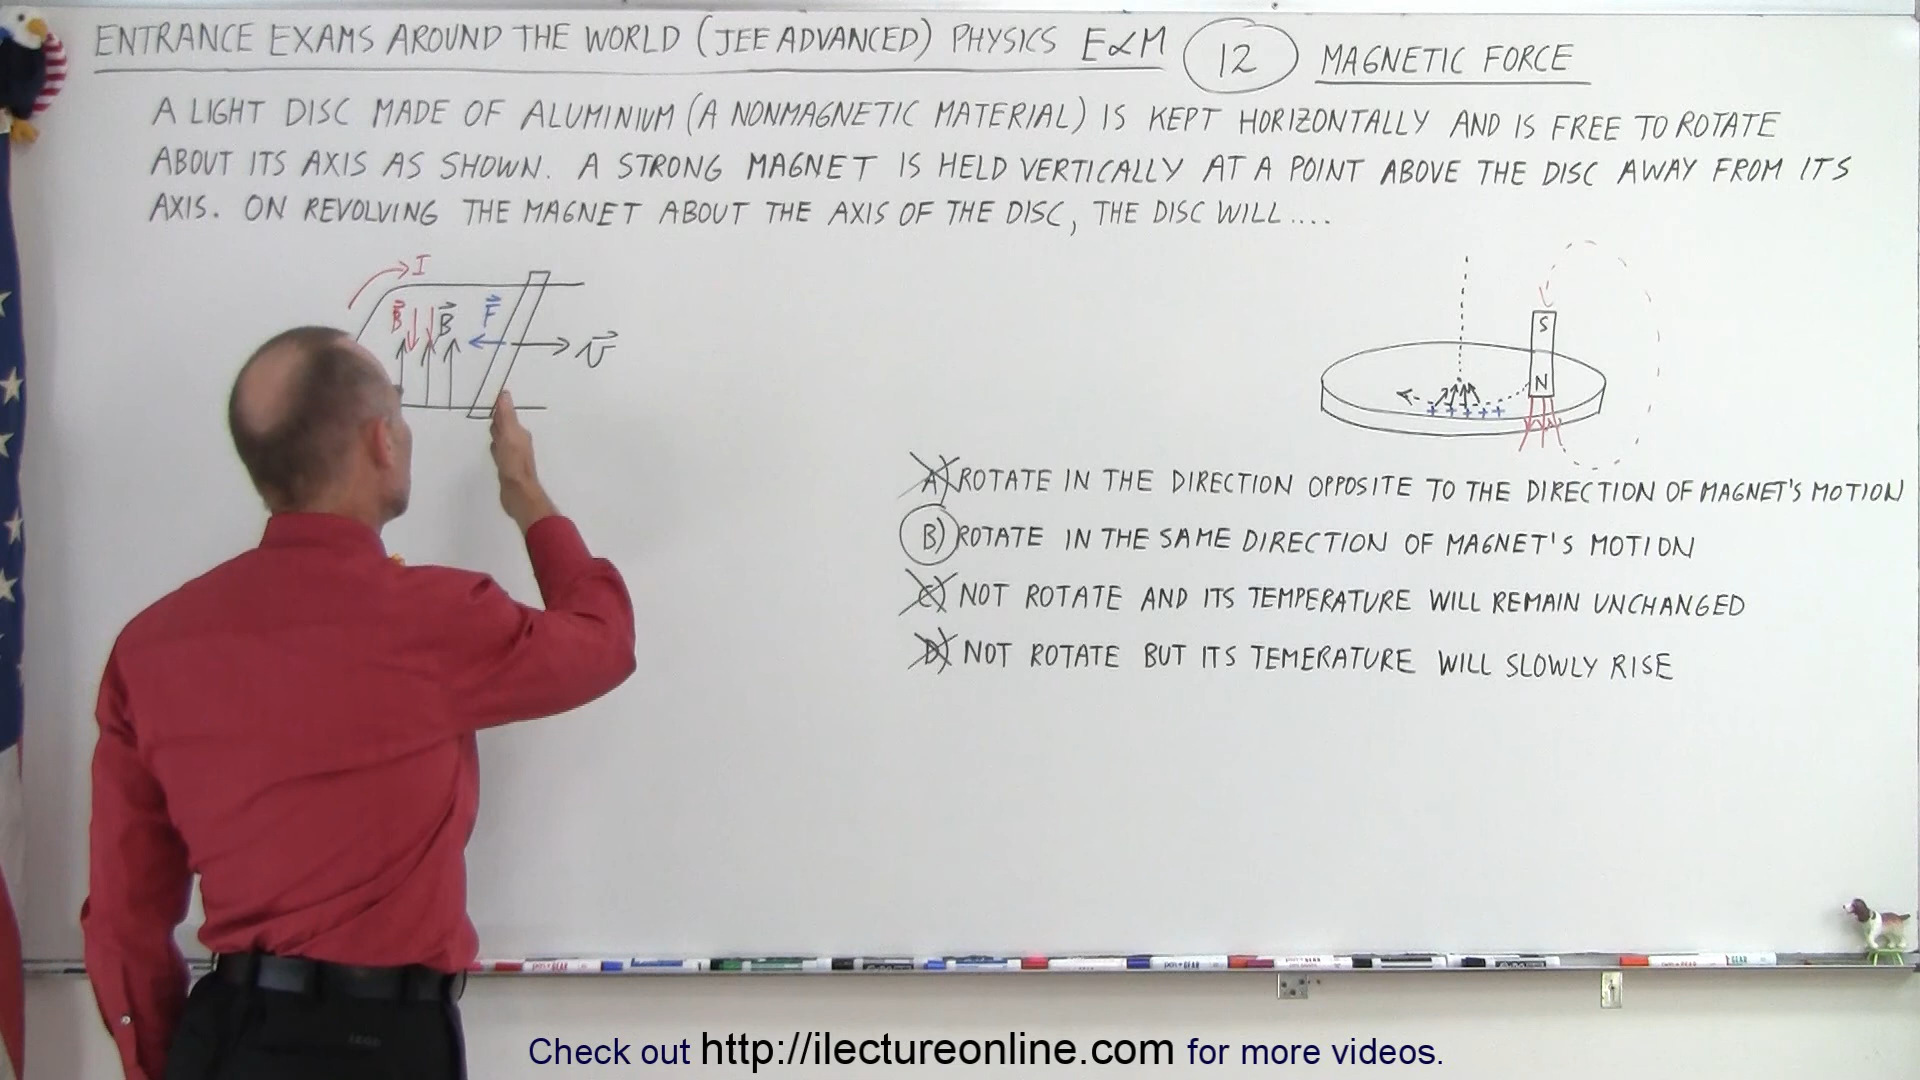 ENTRANCE EXAMS AROUND THE WORLD (JEE ADVANCED) PHYSICS E&M 12 MAGNETIC FORCE
A LIGHT DISC MADE OF ALUMINIUM (A NONMAGNETIC MATERIAL) IS KEPT HORIZONTALLY AND IS FREE TO ROTATE
ABOUT ITS AXIS AS SHOWN. A STRONG MAGNET IS HELD VERTICALLY AT A POINT ABOVE THE DISC AWAY FROM ITS
AXIS. ON REVOLVING THE MAGNET ABOUT THE AXIS OF THE DISC, THE DISC WILL....
I
B B F
v
S
N
+ + + + +
A) ROTATE IN THE DIRECTION OPPOSITE TO THE DIRECTION OF MAGNET'S MOTION
B) ROTATE IN THE SAME DIRECTION OF MAGNET'S MOTION
C) NOT ROTATE AND ITS TEMPERATURE WILL REMAIN UNCHANGED
D) NOT ROTATE BUT ITS TEMERATURE WILL SLOWLY RISE
Check out http://ilectureonline.com for more videos.